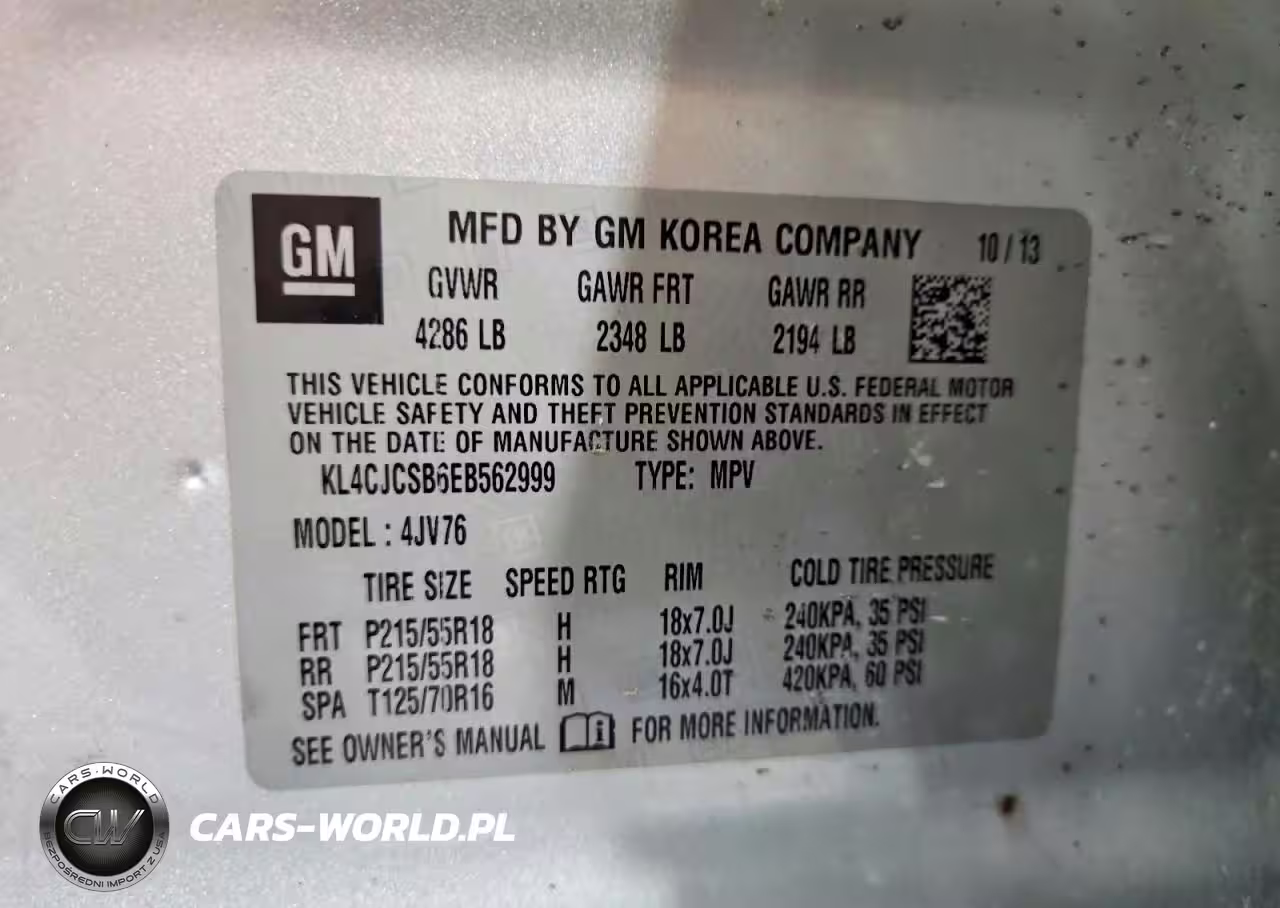 GM
MFD BY GM KOREA COMPANY 10 / 13
GVWR GAWR FRT GAWR RR
4286 LB 2348 LB 2194 LB
THIS VEHICLE CONFORMS TO ALL APPLICABLE U.S. FEDERAL MOTOR
VEHICLE SAFETY AND THEFT PREVENTION STANDARDS IN EFFECT
ON THE DATE OF MANUFACTURE SHOWN ABOVE.
KL4CJCSB6EB562999 TYPE: MPV
MODEL : 4JV76
TIRE SIZE SPEED RTG RIM COLD TIRE PRESSURE
FRT P215/55R18 H 18x7.0J 240KPA, 35 PSI
RR P215/55R18 H 18x7.0J 240KPA, 35 PSI
SPA T125/70R16 M 16x4.0T 420KPA, 60 PSI
SEE OWNER'S MANUAL FOR MORE INFORMATION.
CARS-WORLD
CW
BEZPOŚREDNI IMPORT Z USA
CARS-WORLD.PL